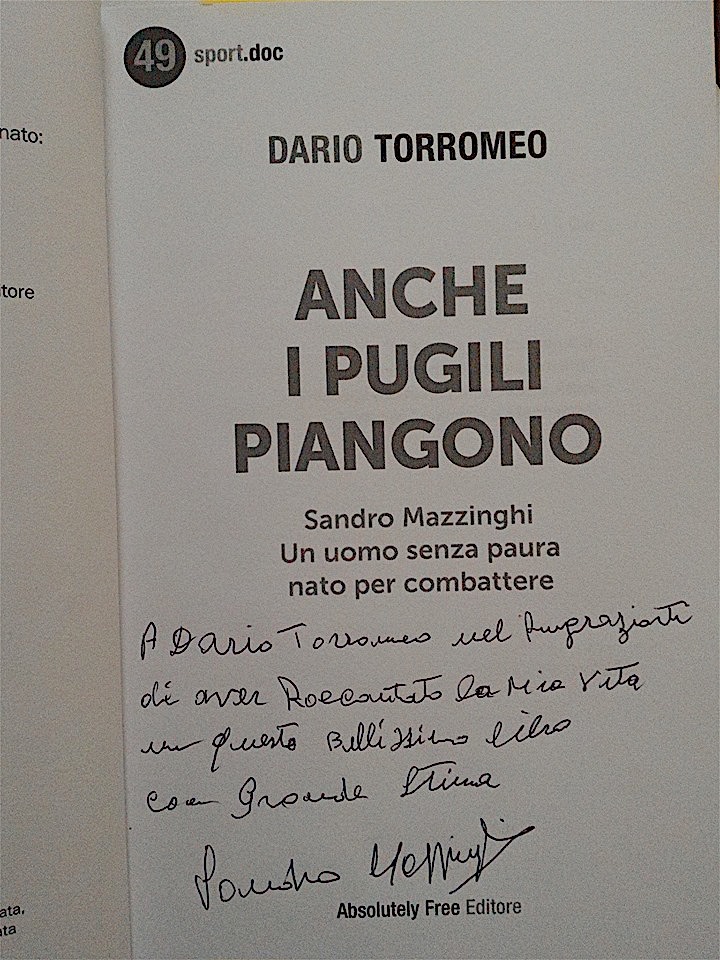 nato:
tore
ata,
ata
49 sport.doc
DARIO TORROMEO
ANCHE
I PUGILI
PIANGONO
Sandro Mazzinghi
Un uomo senza paura
nato per combattere
A Dario Torromeo nel Ringraziarti
di aver Raccontato la Mia Vita
in questo Bellissimo libro
con Grande Stima
Sandro Mazzinghi
Absolutely Free Editore